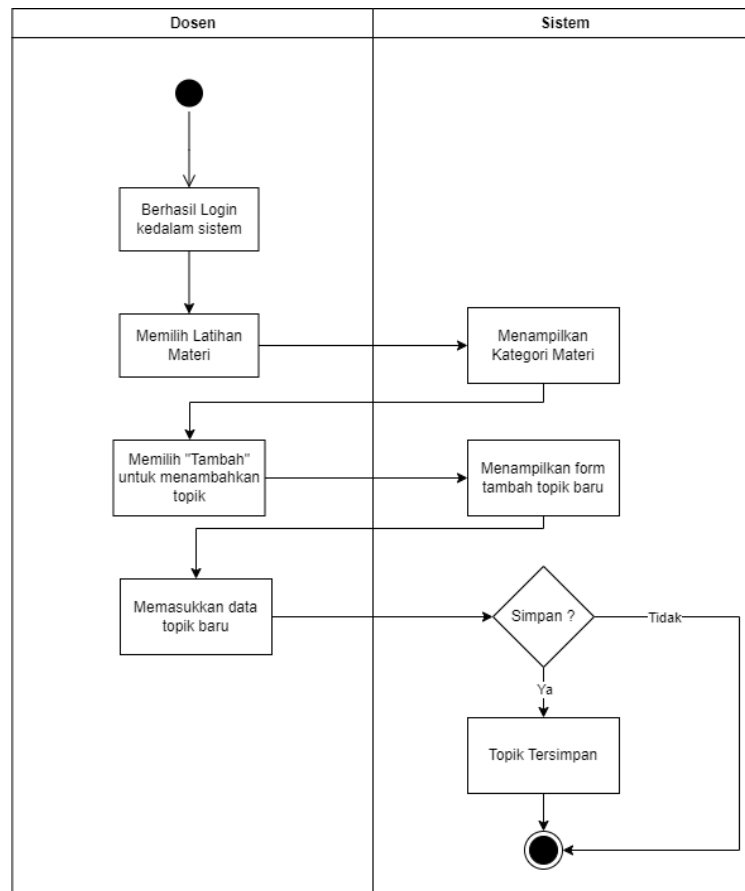 Dosen
Sistem
Berhasil Login
kedalam sistem
Memilih Latihan
Materi
Menampilkan
Kategori Materi
Memilih "Tambah"
untuk menambahkan
topik
Menampilkan form
tambah topik baru
Memasukkan data
topik baru
Simpan ?
Tidak
Ya
Topik Tersimpan